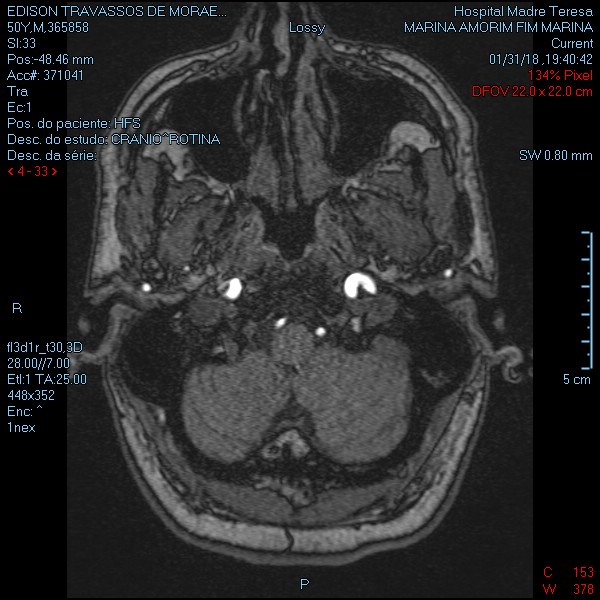 EDISON TRAVASSOS DE MORAE...
50Y,M,365858
Sl:33
Pos:-48.46 mm
Acc#: 371041
Tra
Ec:1
Pos. do paciente: HFS
Desc. do estudo: CRANIO^ROTINA
Desc. da série:
< 4 - 33 >
Lossy
Hospital Madre Teresa
MARINA AMORIM FIM MARINA
Current
01/31/18 ,19:40:42
134% Pixel
DFOV 22.0 x 22.0 cm
SW 0.80 mm
R
fl3d1r_t30,3D
28.00//7.00
Etl:1 TA:25:00
448x352
Enc: ^
1nex
5 cm
P
C 153
W 378